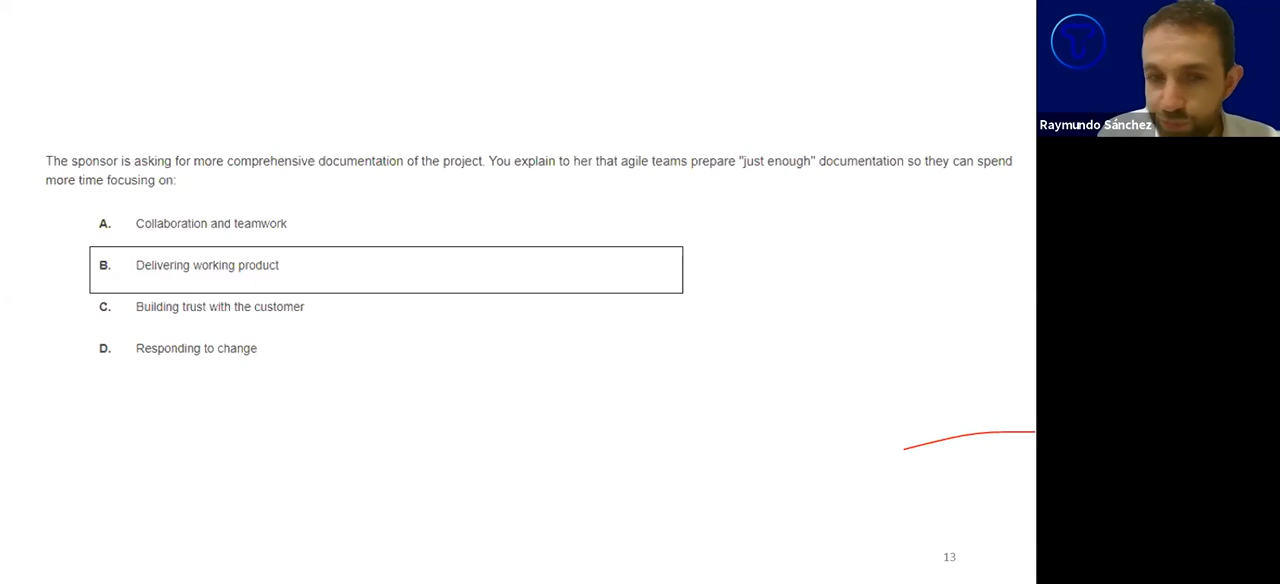 The sponsor is asking for more comprehensive documentation of the project. You explain to her that agile teams prepare "just enough" documentation so they can spend
more time focusing on:
A. Collaboration and teamwork
B. Delivering working product
C. Building trust with the customer
D. Responding to change
13
Raymundo Sánchez